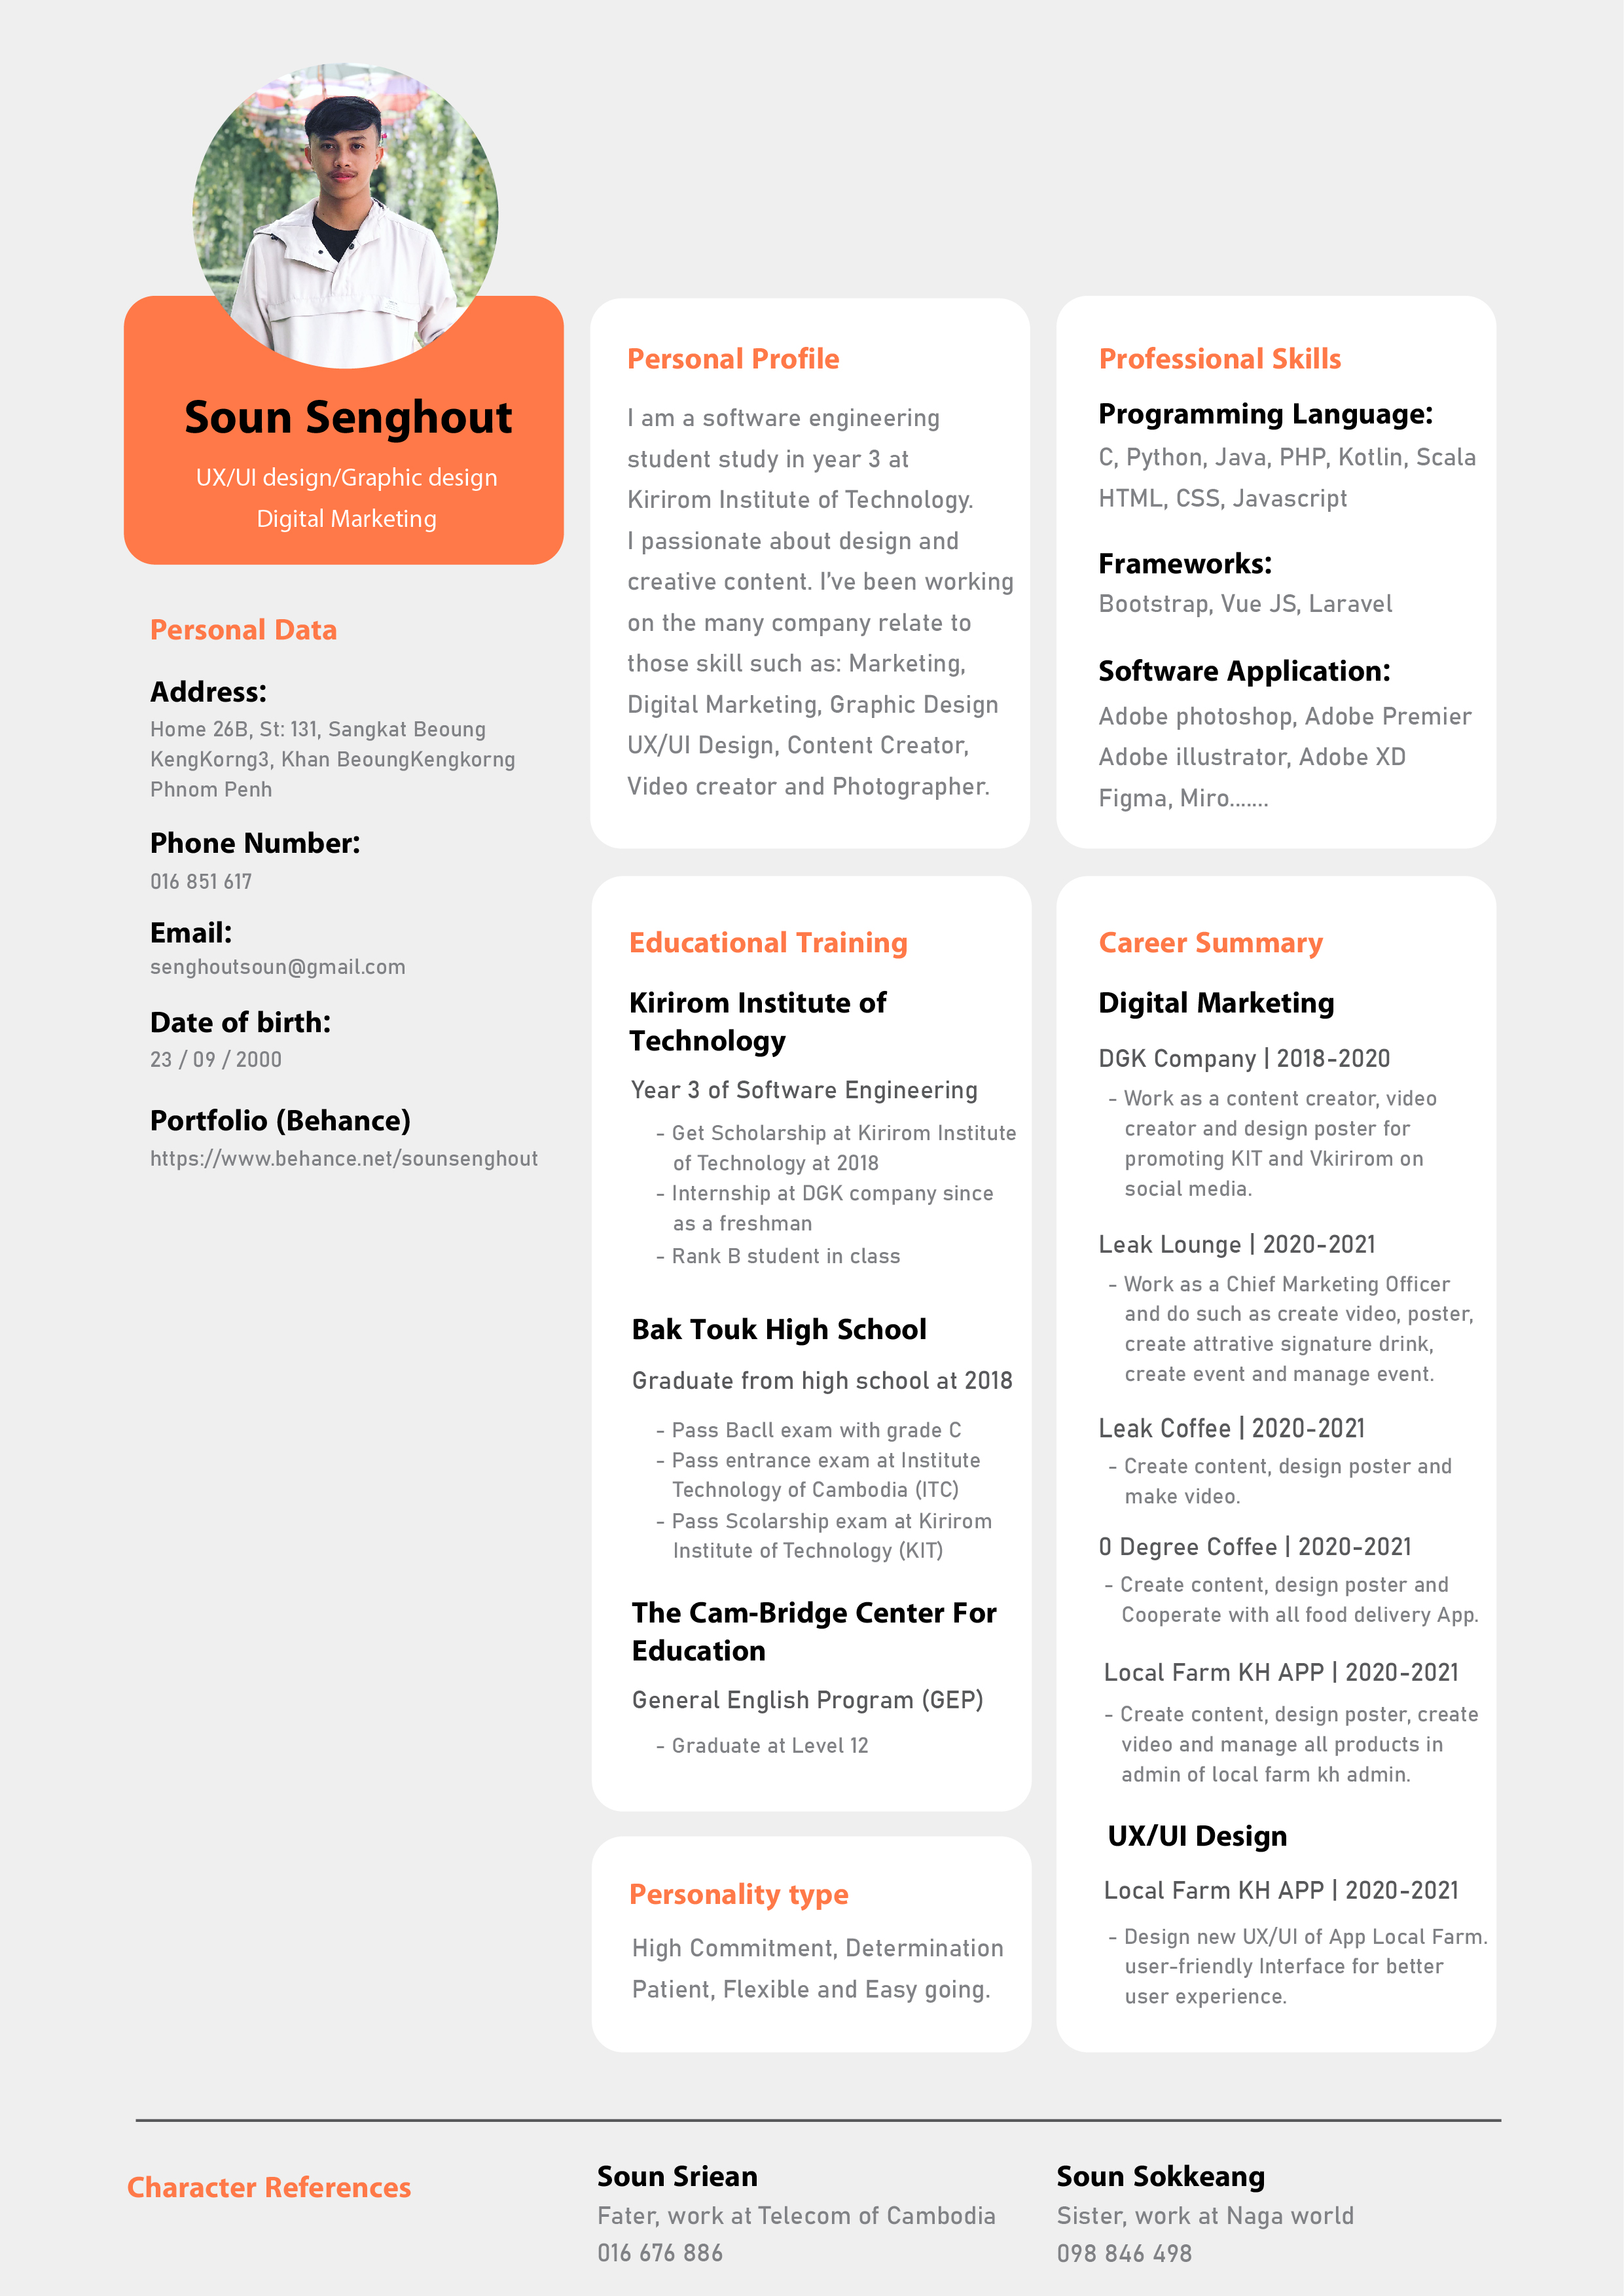 Soun Senghout
UX/UI design/Graphic design
Digital Marketing
Personal Data
Address:
Home 26B, St: 131, Sangkat Beoung
KengKorng3, Khan BeoungKengkorng
Phnom Penh
Phone Number:
016 851 617
Email:
senghoutsoun@gmail.com
Date of birth:
23 / 09 / 2000
Portfolio (Behance)
https://www.behance.net/sounsenghout
Personal Profile
I am a software engineering
student study in year 3 at
Kirirom Institute of Technology.
I passionate about design and
creative content. I’ve been working
on the many company relate to
those skill such as: Marketing,
Digital Marketing, Graphic Design
UX/UI Design, Content Creator,
Video creator and Photographer.
Professional Skills
Programming Language:
C, Python, Java, PHP, Kotlin, Scala
HTML, CSS, Javascript
Frameworks:
Bootstrap, Vue JS, Laravel
Software Application:
Adobe photoshop, Adobe Premier
Adobe illustrator, Adobe XD
Figma, Miro.......
Educational Training
Kirirom Institute of
Technology
Year 3 of Software Engineering
- Get Scholarship at Kirirom Institute
of Technology at 2018
- Internship at DGK company since
as a freshman
- Rank B student in class
Bak Touk High School
Graduate from high school at 2018
- Pass BacII exam with grade C
- Pass entrance exam at Institute
Technology of Cambodia (ITC)
- Pass Scolarship exam at Kirirom
Institute of Technology (KIT)
The Cam-Bridge Center For
Education
General English Program (GEP)
- Graduate at Level 12
Personality type
High Commitment, Determination
Patient, Flexible and Easy going.
Career Summary
Digital Marketing
DGK Company | 2018-2020
- Work as a content creator, video
creator and design poster for
promoting KIT and Vkirirom on
social media.
Leak Lounge | 2020-2021
- Work as a Chief Marketing Officer
and do such as create video, poster,
create attrative signature drink,
create event and manage event.
Leak Coffee | 2020-2021
- Create content, design poster and
make video.
0 Degree Coffee | 2020-2021
- Create content, design poster and
Cooperate with all food delivery App.
Local Farm KH APP | 2020-2021
- Create content, design poster, create
video and manage all products in
admin of local farm kh admin.
UX/UI Design
Local Farm KH APP | 2020-2021
- Design new UX/UI of App Local Farm.
user-friendly Interface for better
user experience.
Character References
Soun Sriean
Fater, work at Telecom of Cambodia
016 676 886
Soun Sokkeang
Sister, work at Naga world
098 846 498